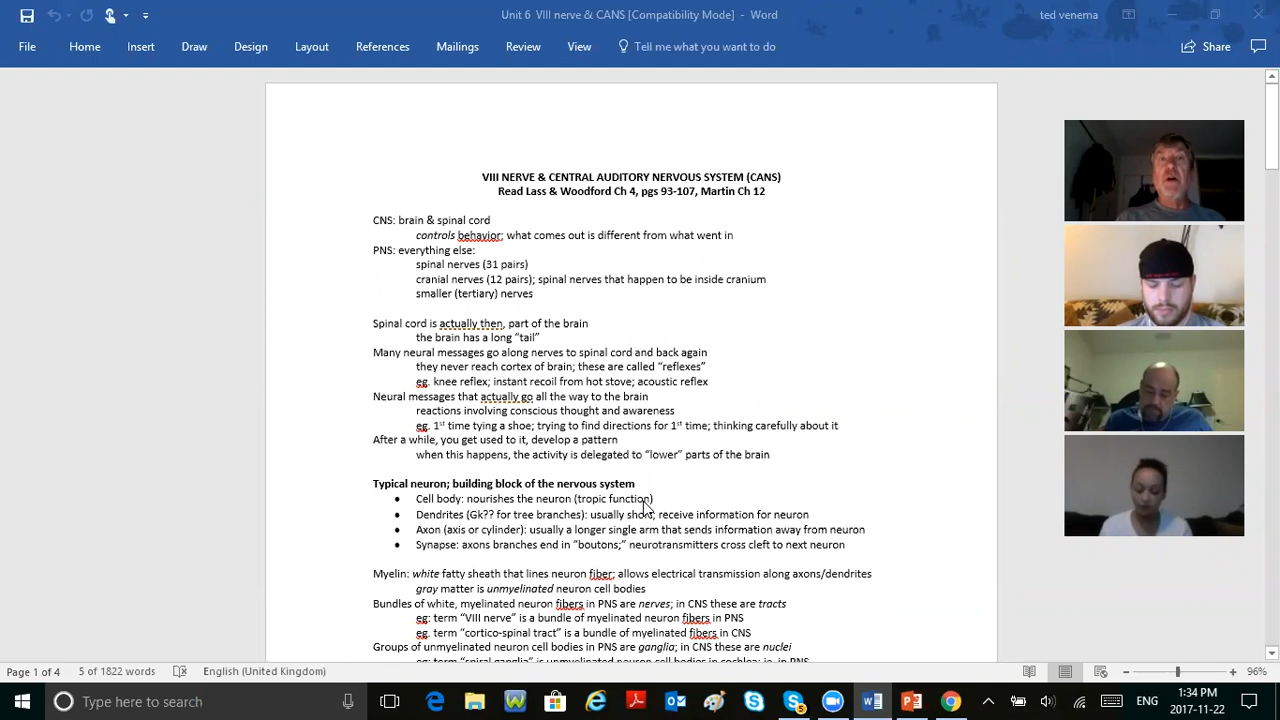 Unit 6 VIII nerve & CANS [Compatibility Mode] - Word
ted venema
File Home Insert Draw Design Layout References Mailings Review View Tell me what you want to do Share
VIII NERVE & CENTRAL AUDITORY NERVOUS SYSTEM (CANS)
Read Lass & Woodford Ch 4, pgs 93-107, Martin Ch 12
CNS: brain & spinal cord
controls behavior; what comes out is different from what went in
PNS: everything else:
spinal nerves (31 pairs)
cranial nerves (12 pairs); spinal nerves that happen to be inside cranium
smaller (tertiary) nerves
Spinal cord is actually then, part of the brain
the brain has a long “tail”
Many neural messages go along nerves to spinal cord and back again
they never reach cortex of brain; these are called “reflexes”
eg. knee reflex; instant recoil from hot stove; acoustic reflex
Neural messages that actually go all the way to the brain
reactions involving conscious thought and awareness
eg. 1st time tying a shoe; trying to find directions for 1st time; thinking carefully about it
After a while, you get used to it, develop a pattern
when this happens, the activity is delegated to “lower” parts of the brain
Typical neuron; building block of the nervous system
• Cell body: nourishes the neuron (tropic function)
• Dendrites (Gk?? for tree branches): usually short; receive information for neuron
• Axon (axis or cylinder): usually a longer single arm that sends information away from neuron
• Synapse: axons branches end in “boutons;” neurotransmitters cross cleft to next neuron
Myelin: white fatty sheath that lines neuron fiber; allows electrical transmission along axons/dendrites
gray matter is unmyelinated neuron cell bodies
Bundles of white, myelinated neuron fibers in PNS are nerves; in CNS these are tracts
eg: term “VIII nerve” is a bundle of myelinated neuron fibers in PNS
eg. term “cortico-spinal tract” is a bundle of myelinated fibers in CNS
Groups of unmyelinated neuron cell bodies in PNS are ganglia; in CNS these are nuclei
eg: term “spiral ganglia” is unmyelinated neuron cell bodies in cochlea; ie. in PNS
Page 1 of 4 5 of 1822 words English (United Kingdom) 96%
Type here to search
5
ENG
1:34 PM
2017-11-22